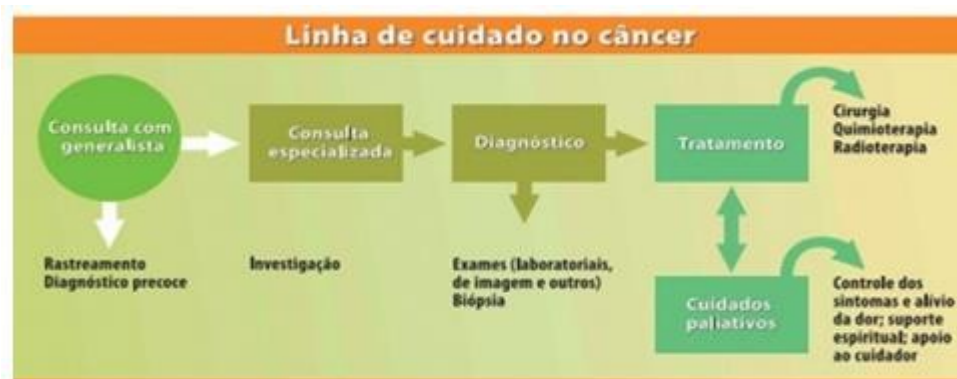 Linha de cuidado no câncer
Consulta com
generalista
Consulta
especializada
Diagnóstico
Tratamento
Cirurgia
Quimioterapia
Radioterapia
Rastreamento
Diagnóstico precoce
Investigação
Exames (laboratoriais,
de imagem e outros)
Biópsia
Cuidados
paliativos
Controle dos
sintomas e alívio
da dor; suporte
espiritual; apoio
ao cuidador